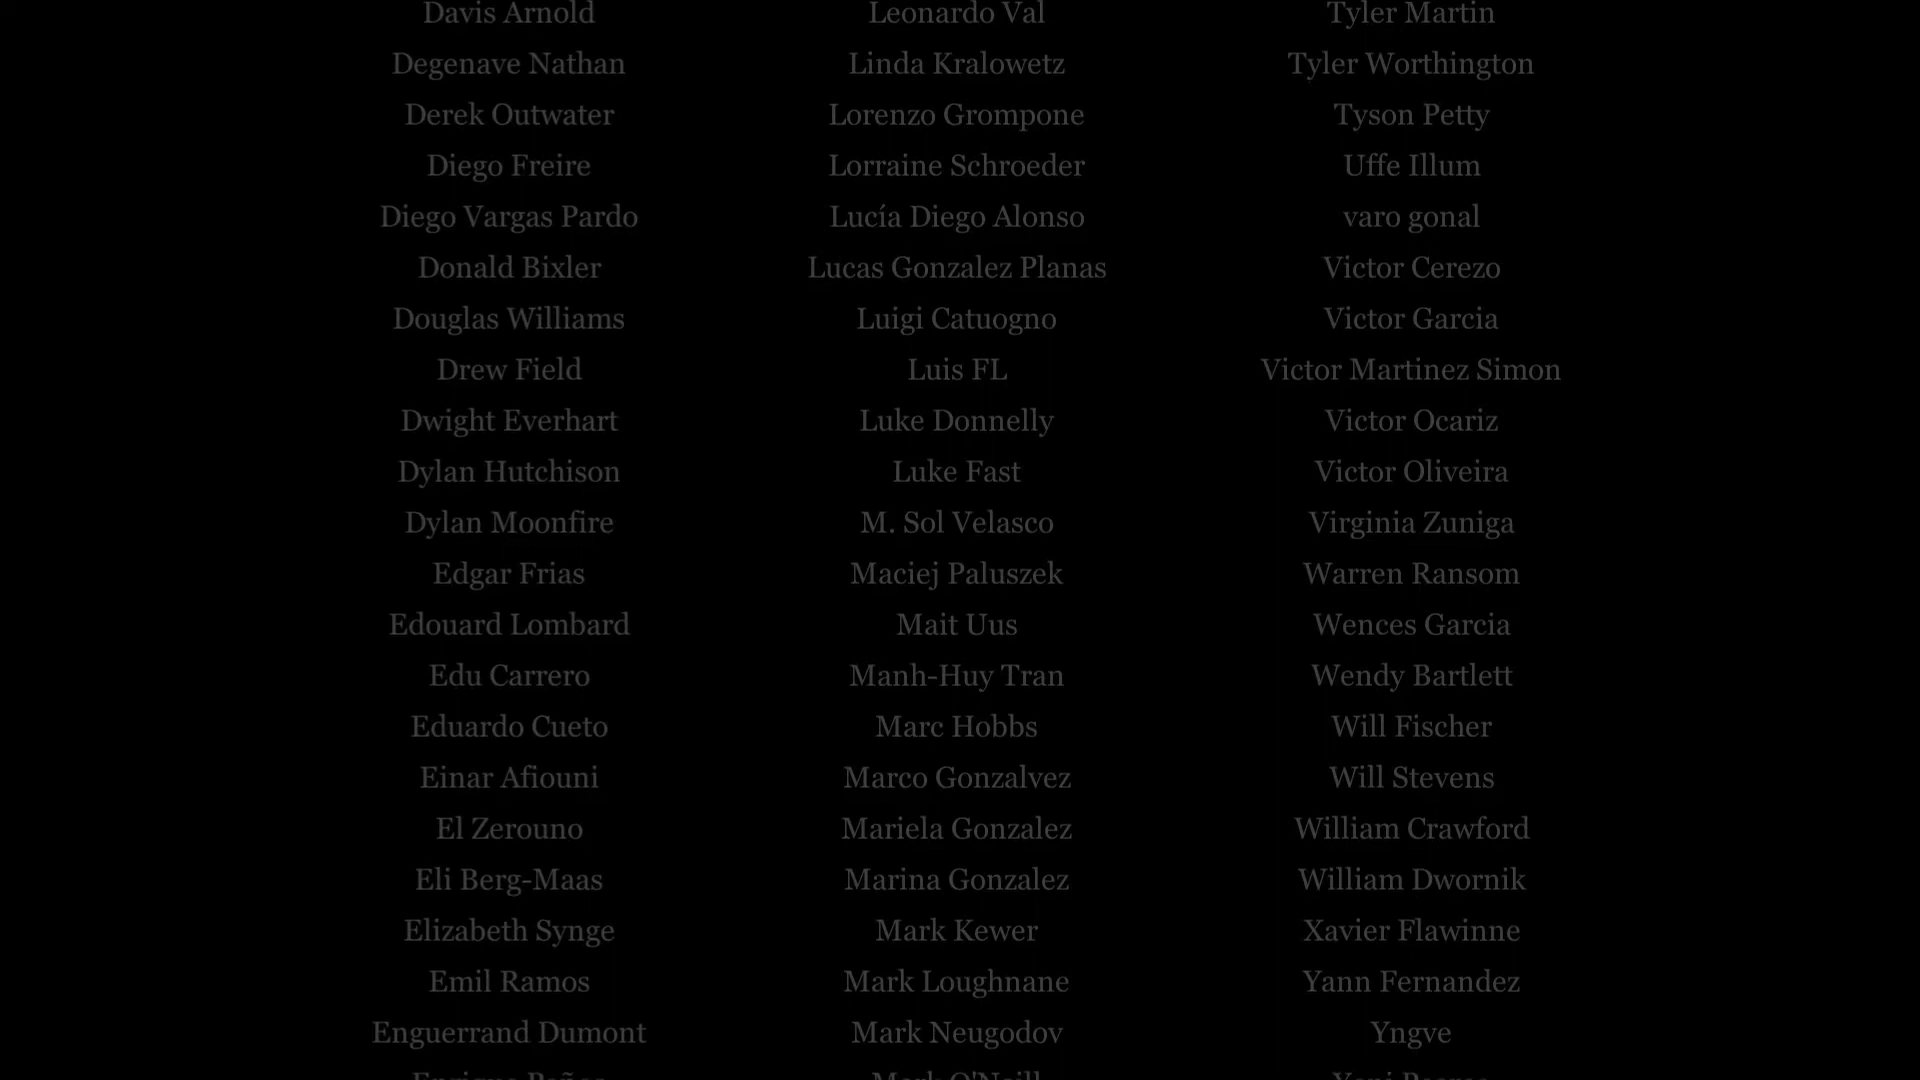 Davis Arnold
Degenave Nathan
Derek Outwater
Diego Freire
Diego Vargas Pardo
Donald Bixler
Douglas Williams
Drew Field
Dwight Everhart
Dylan Hutchison
Dylan Moonfire
Edgar Frias
Edouard Lombard
Edu Carrero
Eduardo Cueto
Einar Afiouni
El Zerouno
Eli Berg-Maas
Elizabeth Synge
Emil Ramos
Enguerrand Dumont
Leonardo Val
Linda Kralowetz
Lorenzo Grompone
Lorraine Schroeder
Lucía Diego Alonso
Lucas Gonzalez Planas
Luigi Catuogno
Luis FL
Luke Donnelly
Luke Fast
M. Sol Velasco
Maciej Paluszek
Mait Uus
Manh-Huy Tran
Marc Hobbs
Marco Gonzalvez
Mariela Gonzalez
Marina Gonzalez
Mark Kewer
Mark Loughnane
Mark Neugodov
Mark O'Neill
Tyler Martin
Tyler Worthington
Tyson Petty
Uffe Illum
varo gonal
Victor Cerezo
Victor Garcia
Victor Martinez Simon
Victor Ocariz
Victor Oliveira
Virginia Zuniga
Warren Ransom
Wences Garcia
Wendy Bartlett
Will Fischer
Will Stevens
William Crawford
William Dwornik
Xavier Flawinne
Yann Fernandez
Yngve